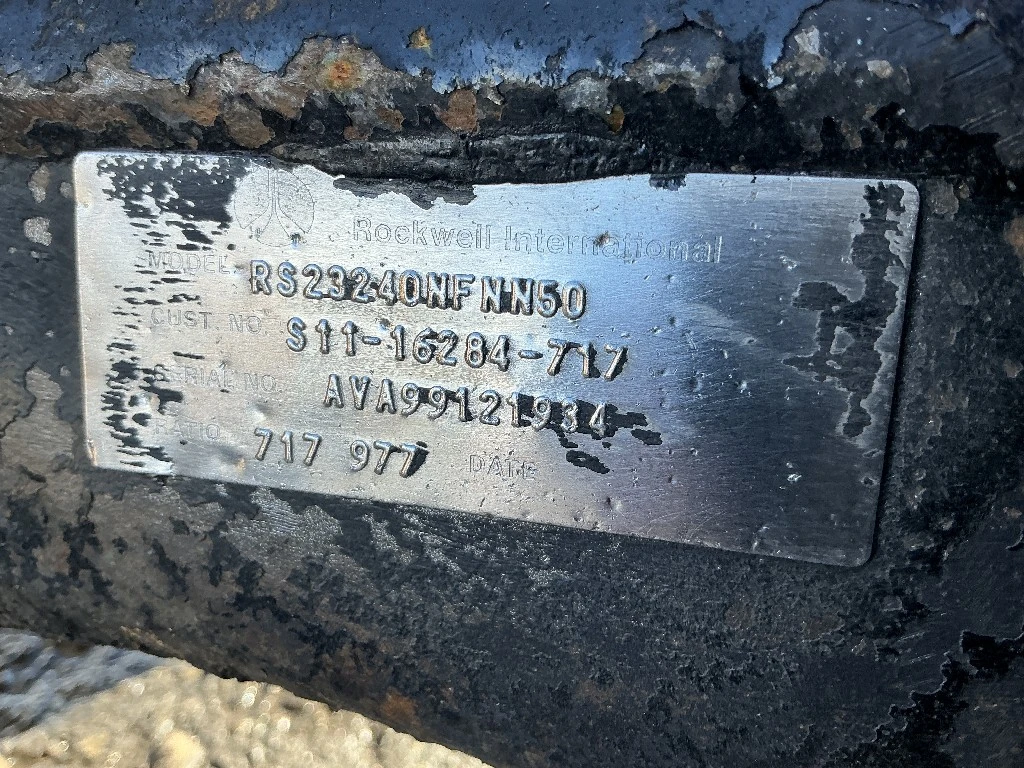 Rockwell International
MODEL RS23240NFNN50
CUST. NO. S11-16284-717
SERIAL NO. AVA99121934
RATIO 717 977 DATE